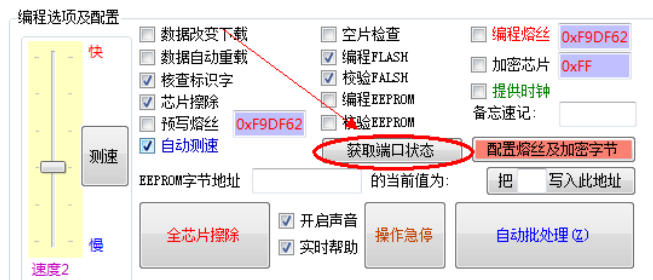 编程选项及配置
快
慢
速度2
测速
数据改变下载
数据自动重载
核查标识字
芯片擦除
预写熔丝 0xF9DF62
自动测速
空片检查
编程FLASH
校验FALSH
编程EEPROM
校验EEPROM
获取端口状态
编程熔丝 0xF9DF62
加密芯片 0xFF
提供时钟
备忘速记:
配置熔丝及加密字节
EEPROM字节地址 的当前值为: 把 写入此地址
全芯片擦除
开启声音
实时帮助
操作急停
自动批处理(Z)